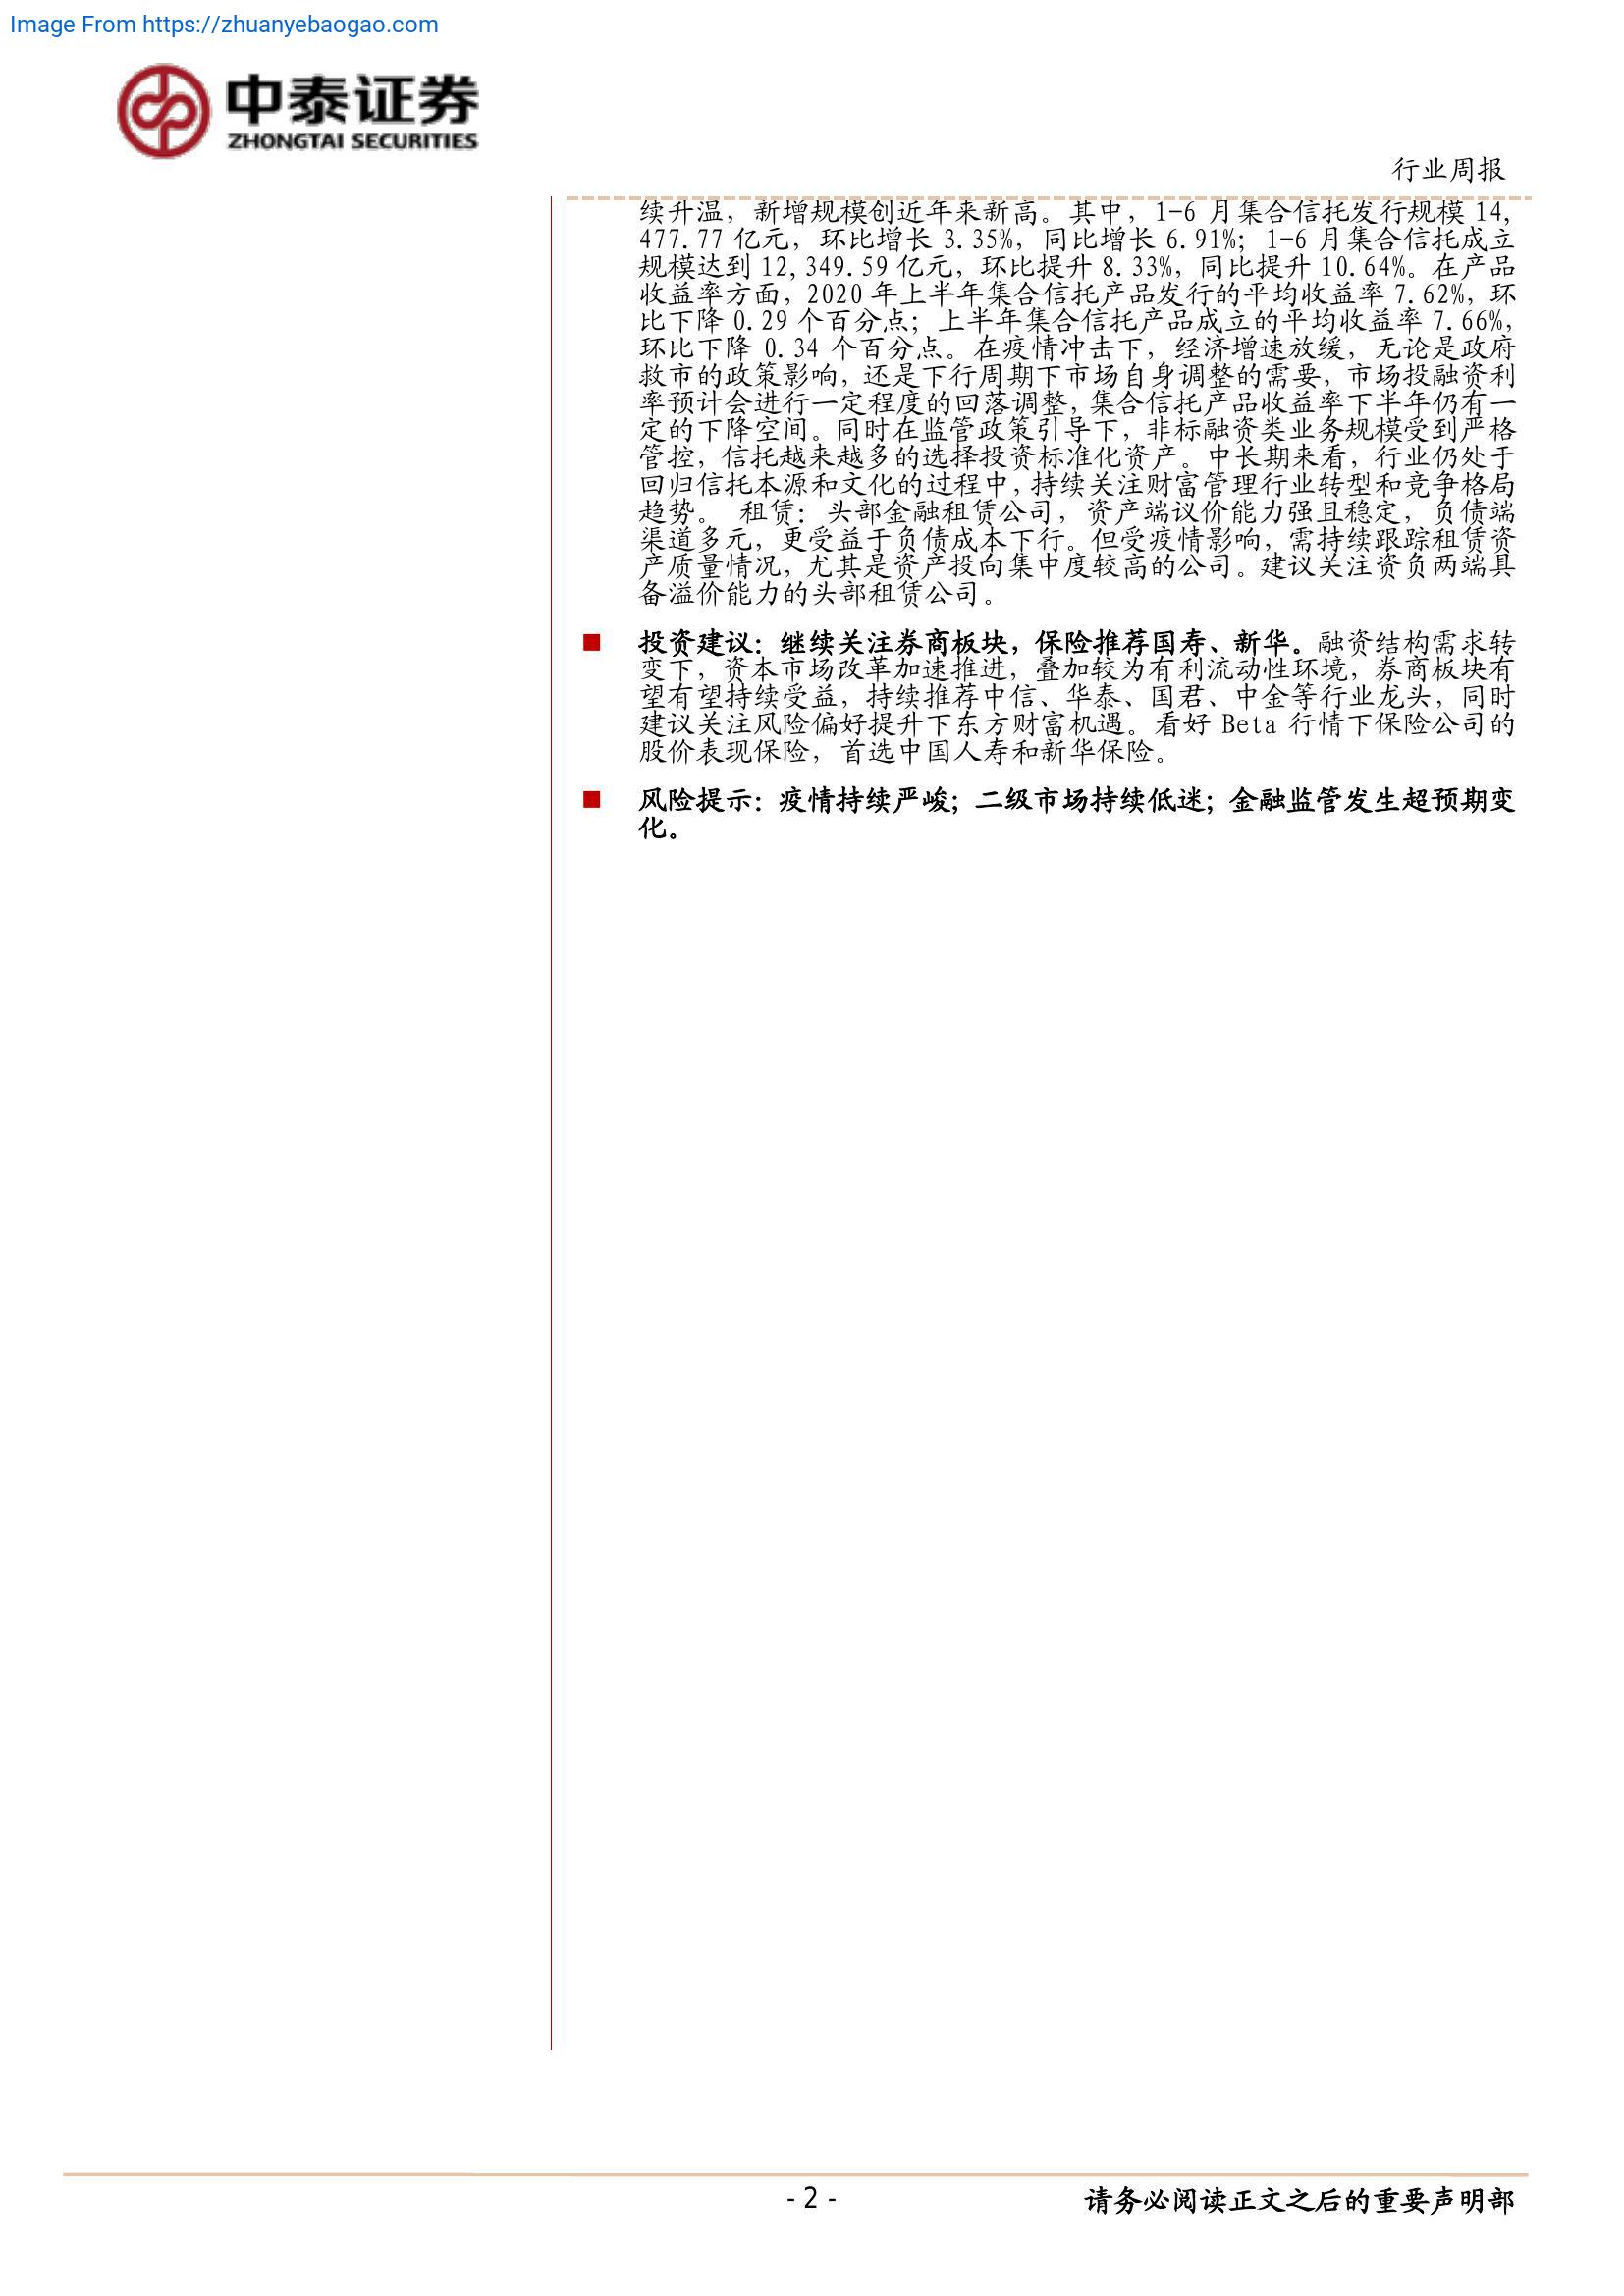 Image From https://zhuanyebaogao.com
中泰证券
ZHONGTAI SECURITIES
行业周报
续升温，新增规模创近年来新高。其中，1-6 月集合信托发行规模 14,
477.77 亿元，环比增长 3.35%，同比增长 6.91%；1-6 月集合信托成立
规模达到 12,349.59 亿元，环比提升 8.33%，同比提升 10.64%。在产品
收益率方面，2020 年上半年集合信托产品发行的平均收益率 7.62%，环
比下降 0.29 个百分点；上半年集合信托产品成立的平均收益率 7.66%，
环比下降 0.34 个百分点。在疫情冲击下，经济增速放缓，无论是政府
救市的政策影响，还是下行周期下市场自身调整的需要，市场投融资利
率预计会进行一定程度的回落调整，集合信托产品收益率下半年仍有一
定的下降空间。同时在监管政策引导下，非标融资类业务规模受到严格
管控，信托越来越多的选择投资标准化资产。中长期来看，行业仍处于
回归信托本源和文化的过程中，持续关注财富管理行业转型和竞争格局
趋势。 租赁：头部金融租赁公司，资产端议价能力强且稳定，负债端
渠道多元，更受益于负债成本下行。但受疫情影响，需持续跟踪租赁资
产质量情况，尤其是资产投向集中度较高的公司。建议关注资负两端具
备溢价能力的头部租赁公司。
■ 投资建议：继续关注券商板块，保险推荐国寿、新华。融资结构需求转
变下，资本市场改革加速推进，叠加较为有利流动性环境，券商板块有
望有望持续受益，持续推荐中信、华泰、国君、中金等行业龙头，同时
建议关注风险偏好提升下东方财富机遇。看好 Beta 行情下保险公司的
股价表现保险，首选中国人寿和新华保险。
■ 风险提示：疫情持续严峻；二级市场持续低迷；金融监管发生超预期变
化。
- 2 -
请务必阅读正文之后的重要声明部